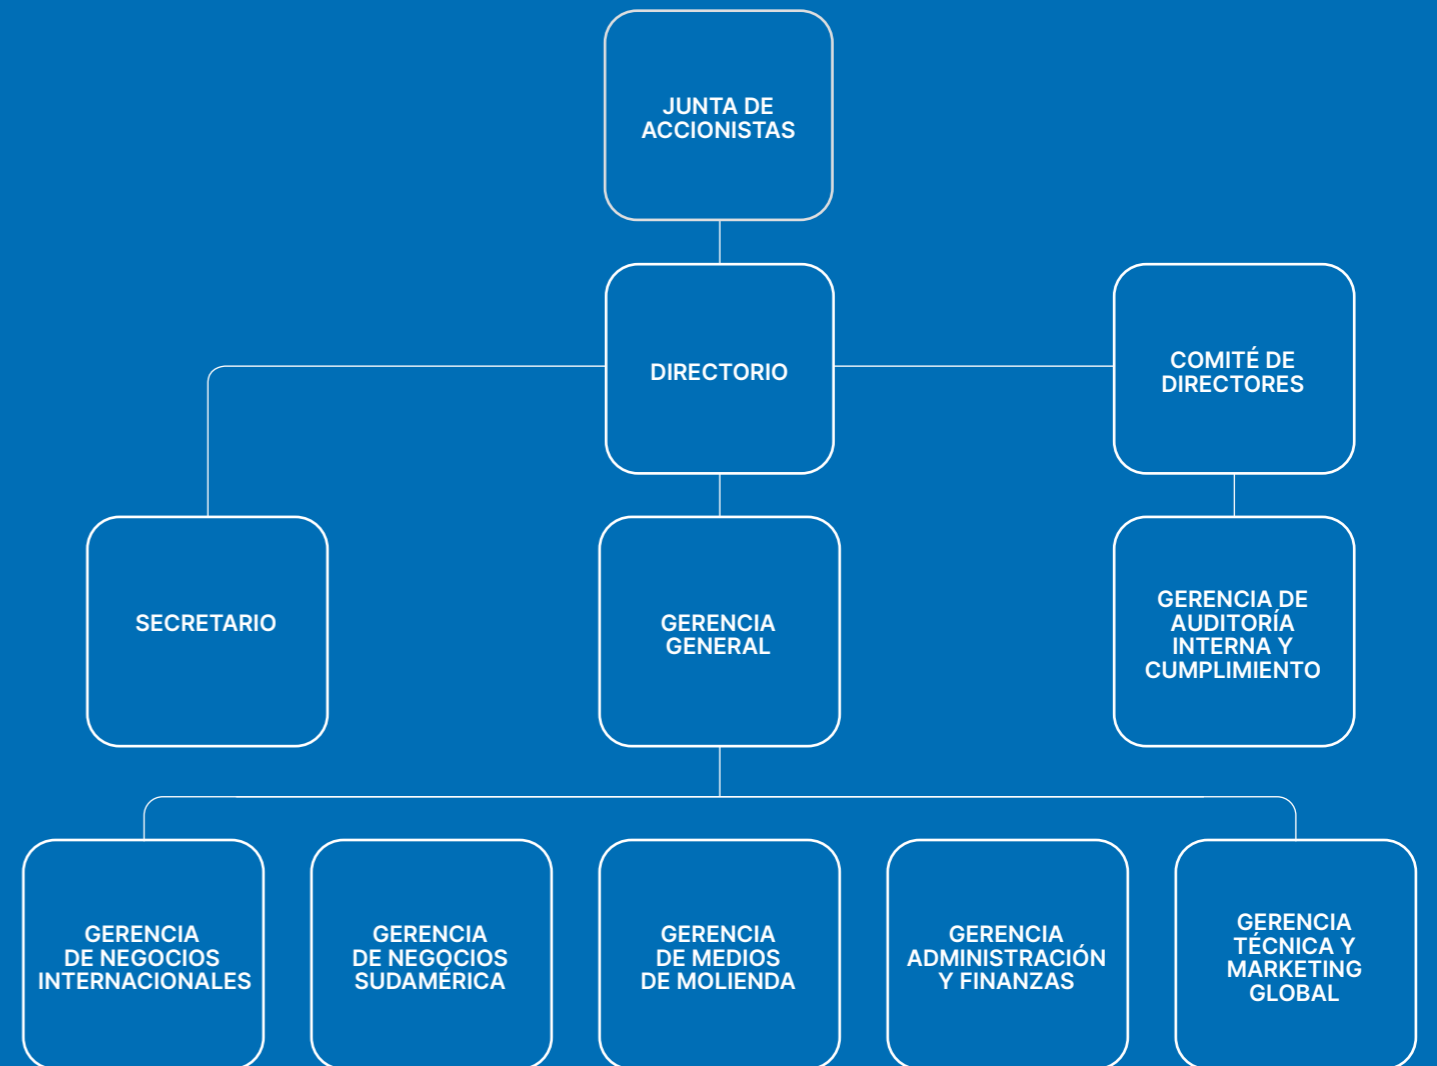 JUNTA DE
ACCIONISTAS
DIRECTORIO
COMITÉ DE
DIRECTORES
SECRETARIO
GERENCIA
GENERAL
GERENCIA DE
AUDITORÍA
INTERNA Y
CUMPLIMIENTO
GERENCIA
DE NEGOCIOS
INTERNACIONALES
GERENCIA
DE NEGOCIOS
SUDAMÉRICA
GERENCIA
DE MEDIOS
DE MOLIENDA
GERENCIA
ADMINISTRACIÓN
Y FINANZAS
GERENCIA
TÉCNICA Y
MARKETING
GLOBAL